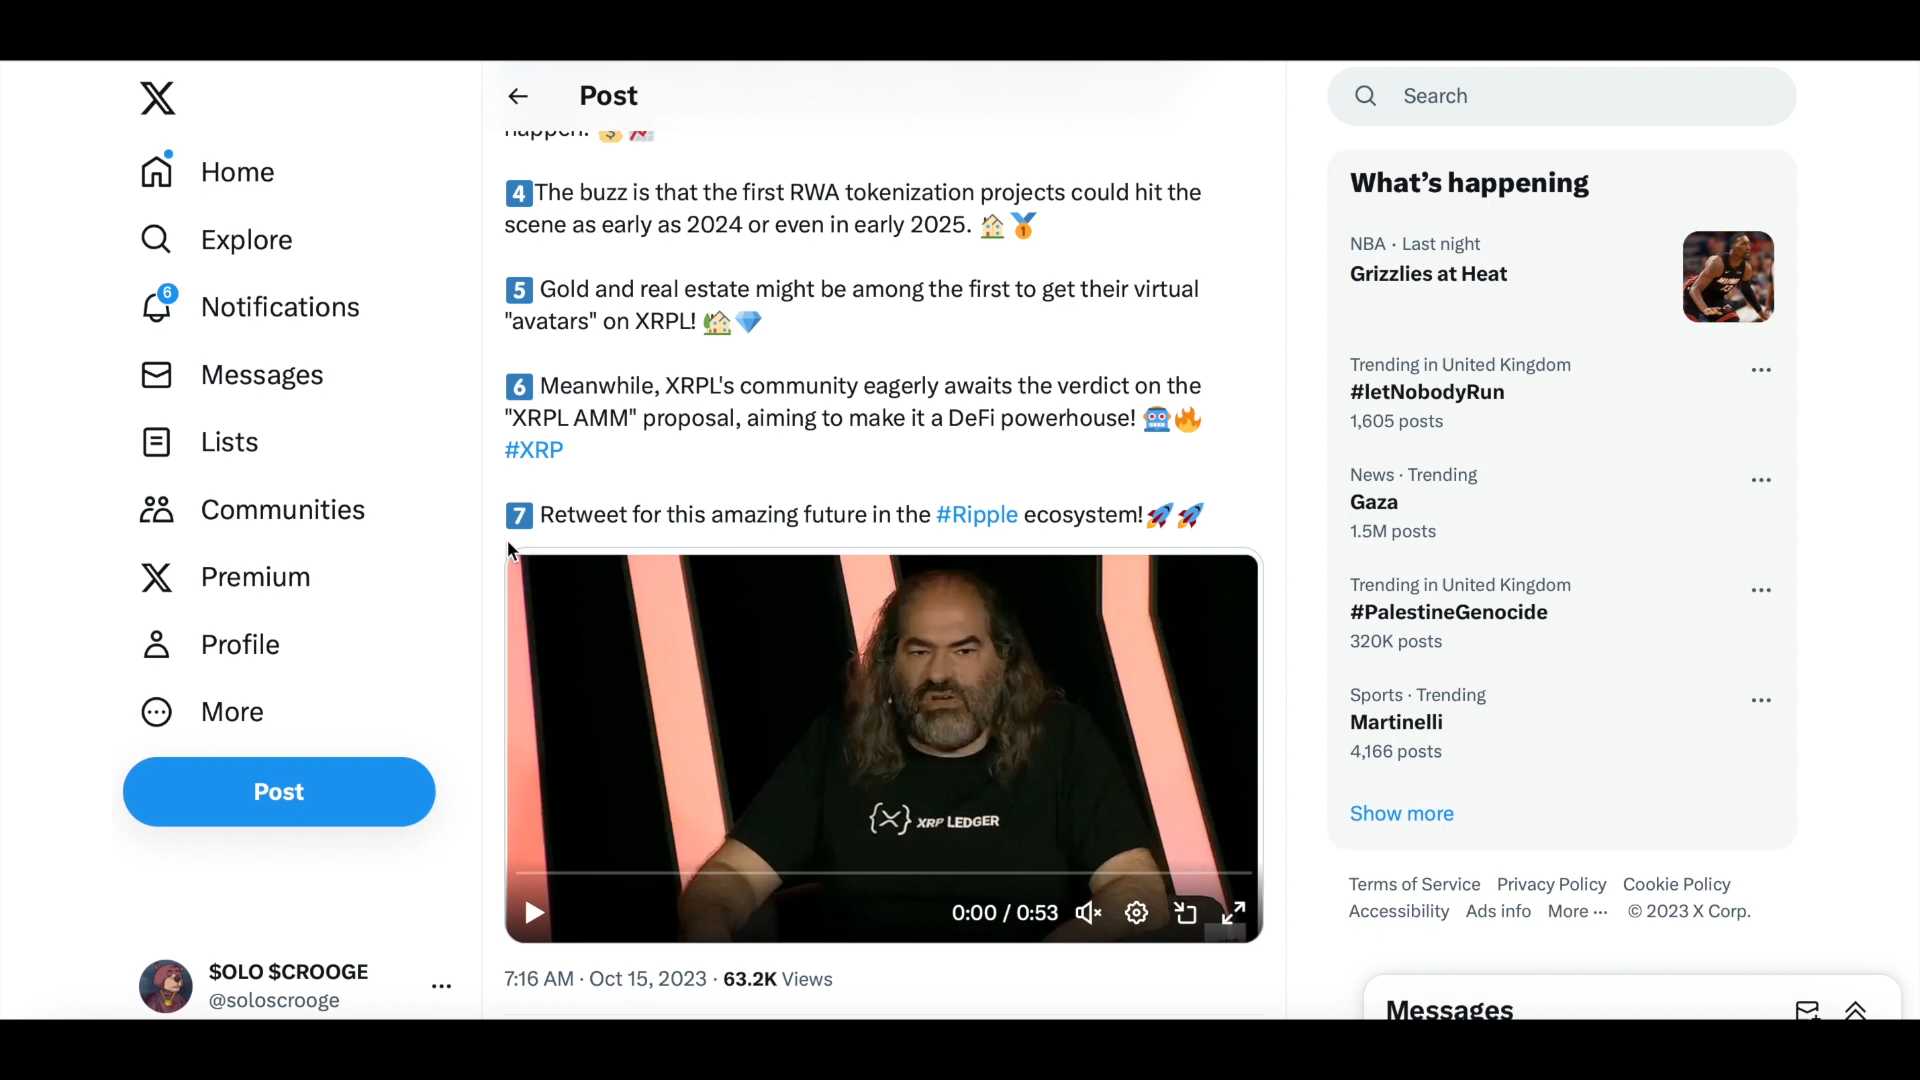 Post
Search
happen. 💰📈
Home
Explore
6
Notifications
Messages
Lists
Communities
Premium
Profile
More
Post
$OLO $CROOGE
@soloscrooge
4️⃣The buzz is that the first RWA tokenization projects could hit the
scene as early as 2024 or even in early 2025. 🏠🥇
5️⃣ Gold and real estate might be among the first to get their virtual
"avatars" on XRPL! 🏡💎
6️⃣ Meanwhile, XRPL's community eagerly awaits the verdict on the
"XRPL AMM" proposal, aiming to make it a DeFi powerhouse! 🤖🔥
#XRP
7️⃣ Retweet for this amazing future in the #Ripple ecosystem!🚀🚀
{X} XRP LEDGER
0:00 / 0:53
7:16 AM · Oct 15, 2023 · 63.2K Views
What's happening
NBA · Last night
Grizzlies at Heat
Trending in United Kingdom
#letNobodyRun
1,605 posts
News · Trending
Gaza
1.5M posts
Trending in United Kingdom
#PalestineGenocide
320K posts
Sports · Trending
Martinelli
4,166 posts
Show more
Terms of Service Privacy Policy Cookie Policy
Accessibility Ads info More ··· © 2023 X Corp.
Messages